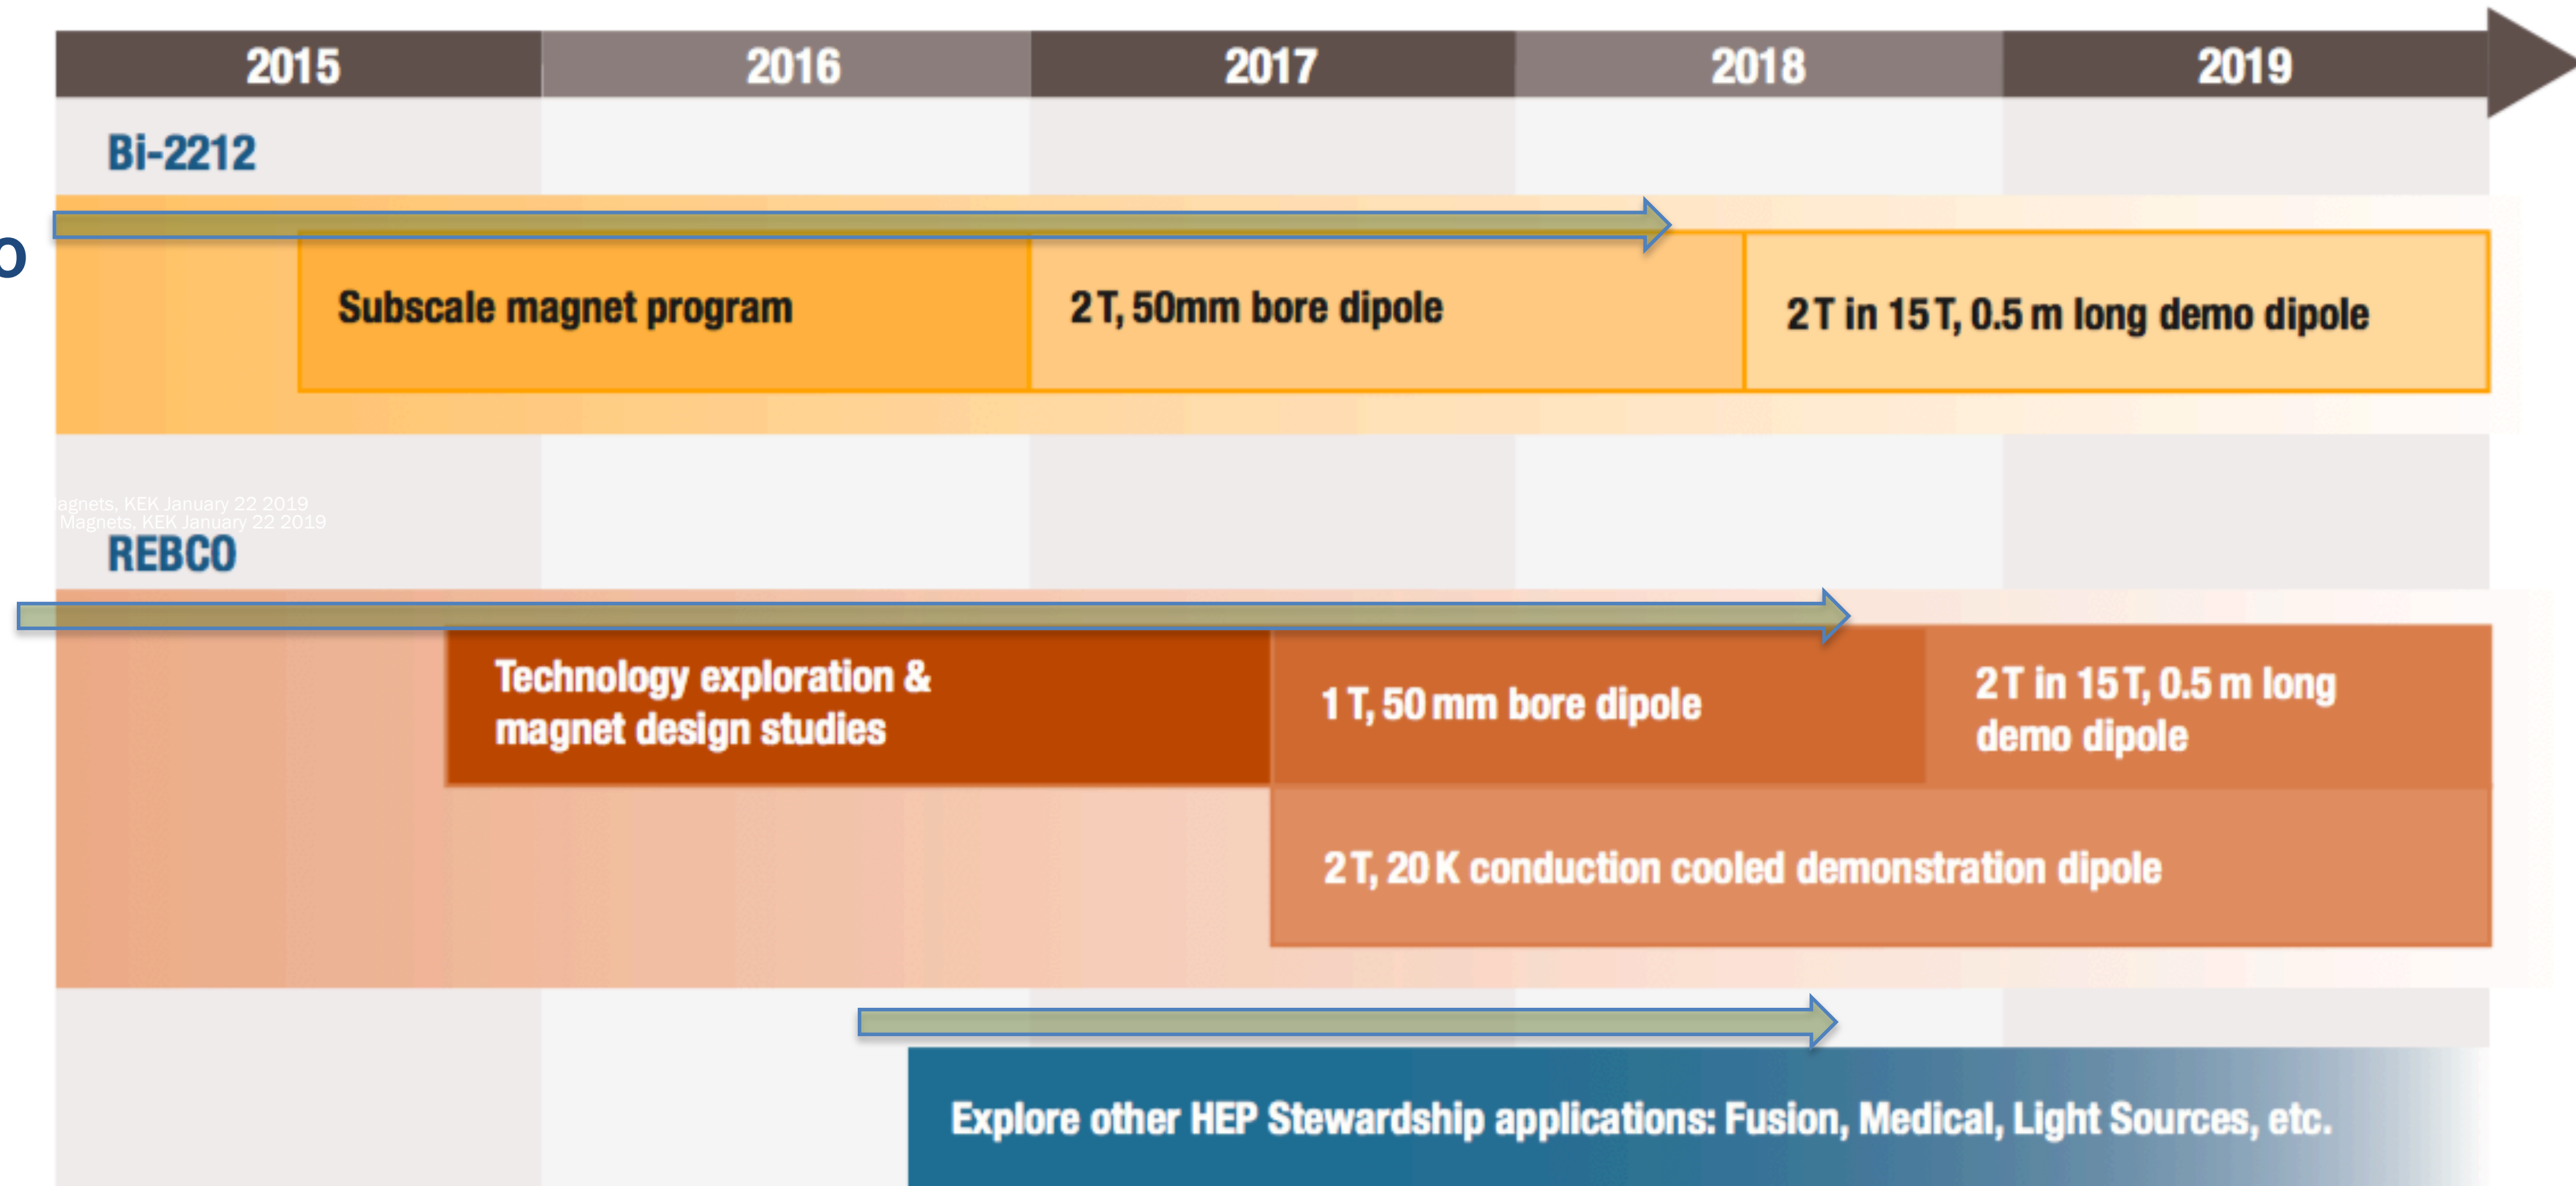 2015 2016 2017 2018 2019
Bi-2212
o
Subscale magnet program
2 T, 50mm bore dipole
2 T in 15 T, 0.5 m long demo dipole
agnets, KEK January 22 2019
Magnets, KEK January 22 2019
REBCO
Technology exploration &
magnet design studies
1 T, 50 mm bore dipole
2 T in 15 T, 0.5 m long
demo dipole
2 T, 20 K conduction cooled demonstration dipole
Explore other HEP Stewardship applications: Fusion, Medical, Light Sources, etc.